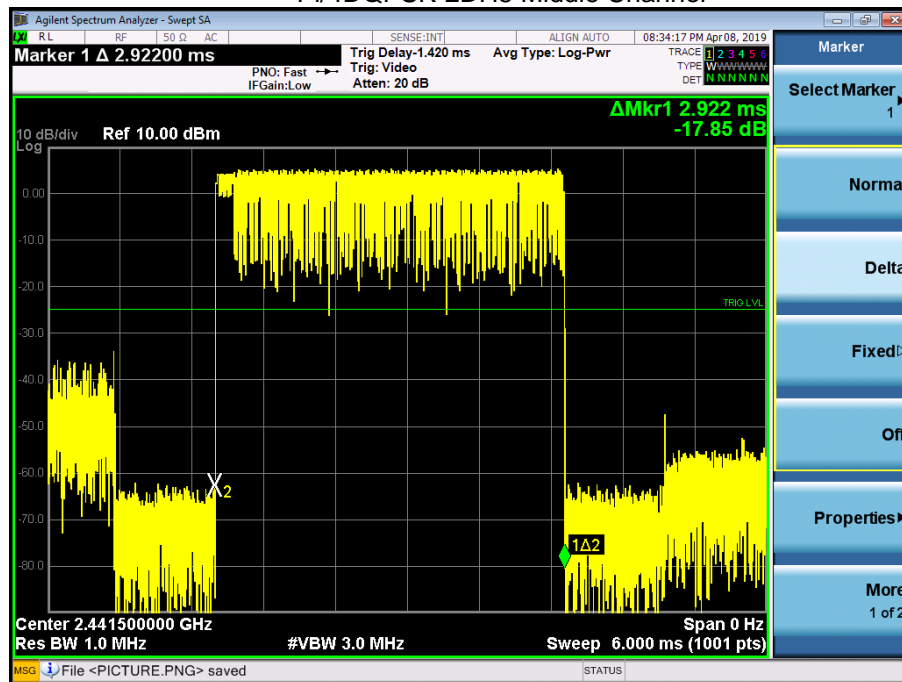 Agilent Spectrum Analyzer - Swept SA
LXI RL RF 50 Ω AC SENSE:INT ALIGN AUTO 08:34:17 PM Apr 08, 2019
Marker 1 Δ 2.92200 ms
PNO: Fast
IFGain:Low
Trig Delay-1.420 ms
Trig: Video
Atten: 20 dB
Avg Type: Log-Pwr
TRACE 1 2 3 4 5 6
TYPE WWWWWWW
DET N N N N N N
ΔMkr1 2.922 ms
-17.85 dB
10 dB/div Ref 10.00 dBm
Log
0.00
-10.0
-20.0
TRIG LVL
-30.0
-40.0
-50.0
-60.0
2
-70.0
1Δ2
-80.0
Center 2.441500000 GHz Span 0 Hz
Res BW 1.0 MHz #VBW 3.0 MHz Sweep 6.000 ms (1001 pts)
MSG File <PICTURE.PNG> saved STATUS
Marker
Select Marker
1
Norma
Delta
Fixed
Off
Properties
More
1 of 2